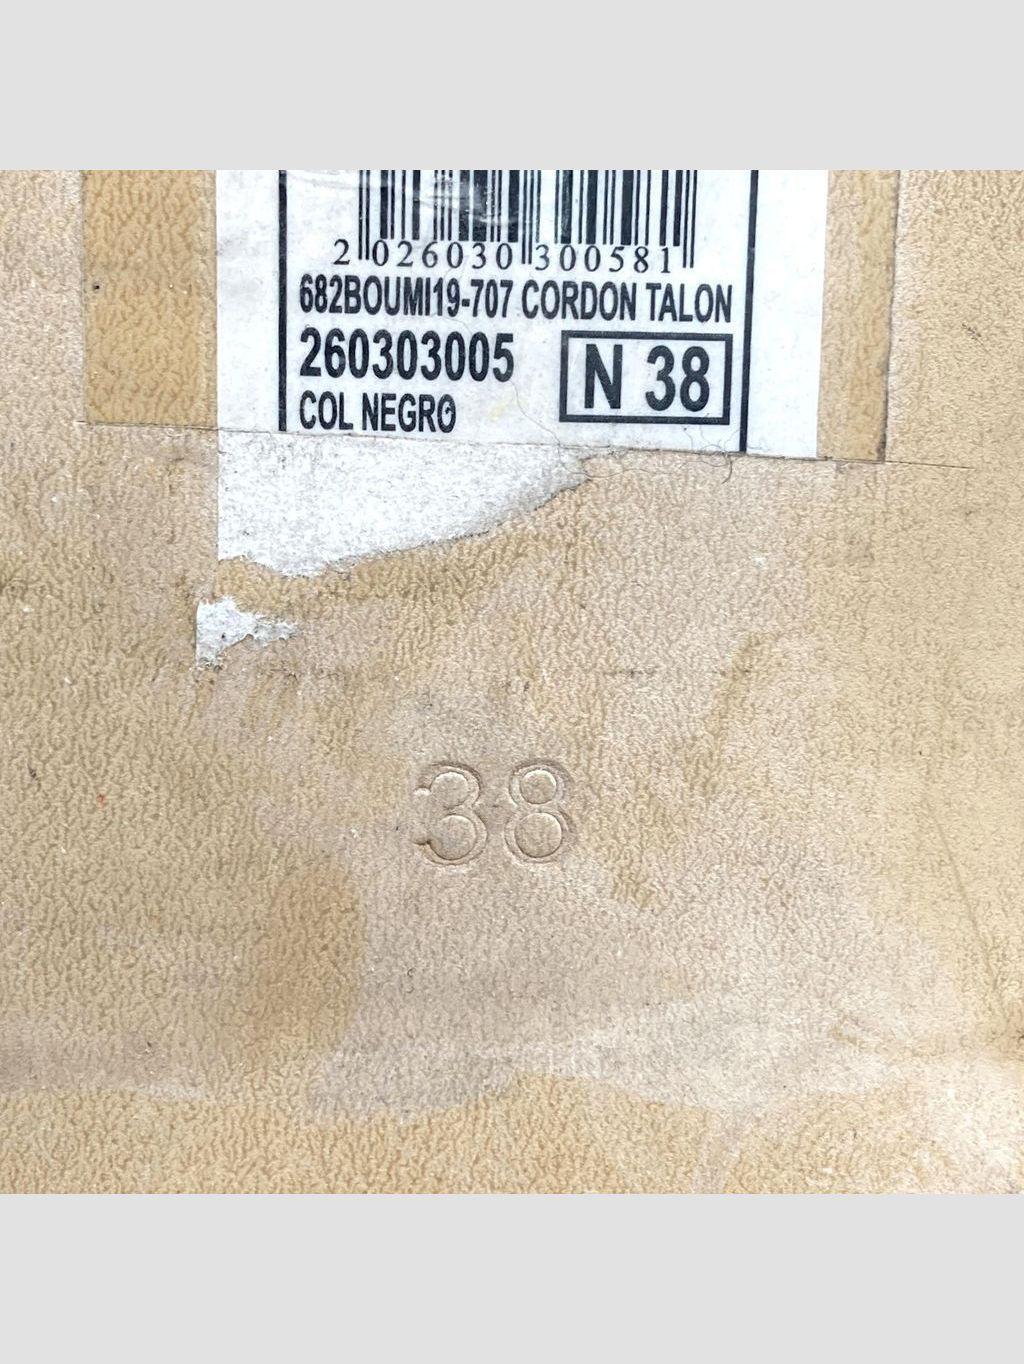 2 026030 300581
682BOUMI19-707 CORDON TALON
260303005
N 38
COL NEGRO
38